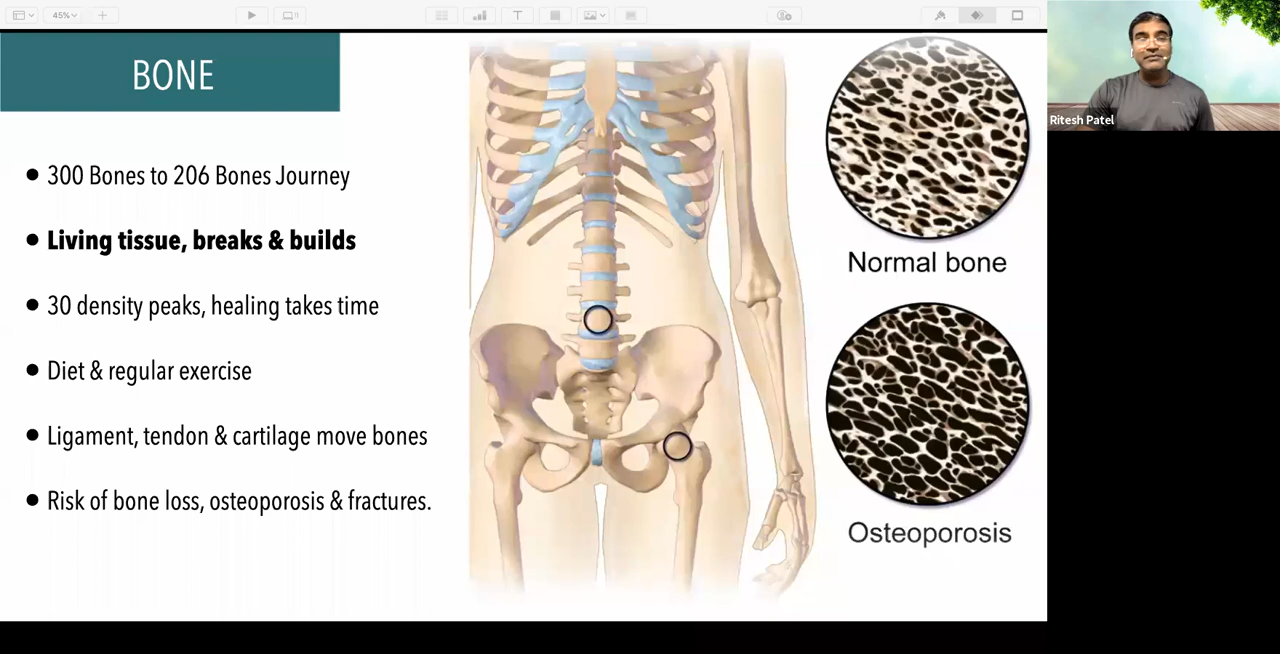 45%
BONE
300 Bones to 206 Bones Journey
Living tissue, breaks & builds
30 density peaks, healing takes time
Diet & regular exercise
Ligament, tendon & cartilage move bones
Risk of bone loss, osteoporosis & fractures.
Normal bone
Osteoporosis
Ritesh Patel